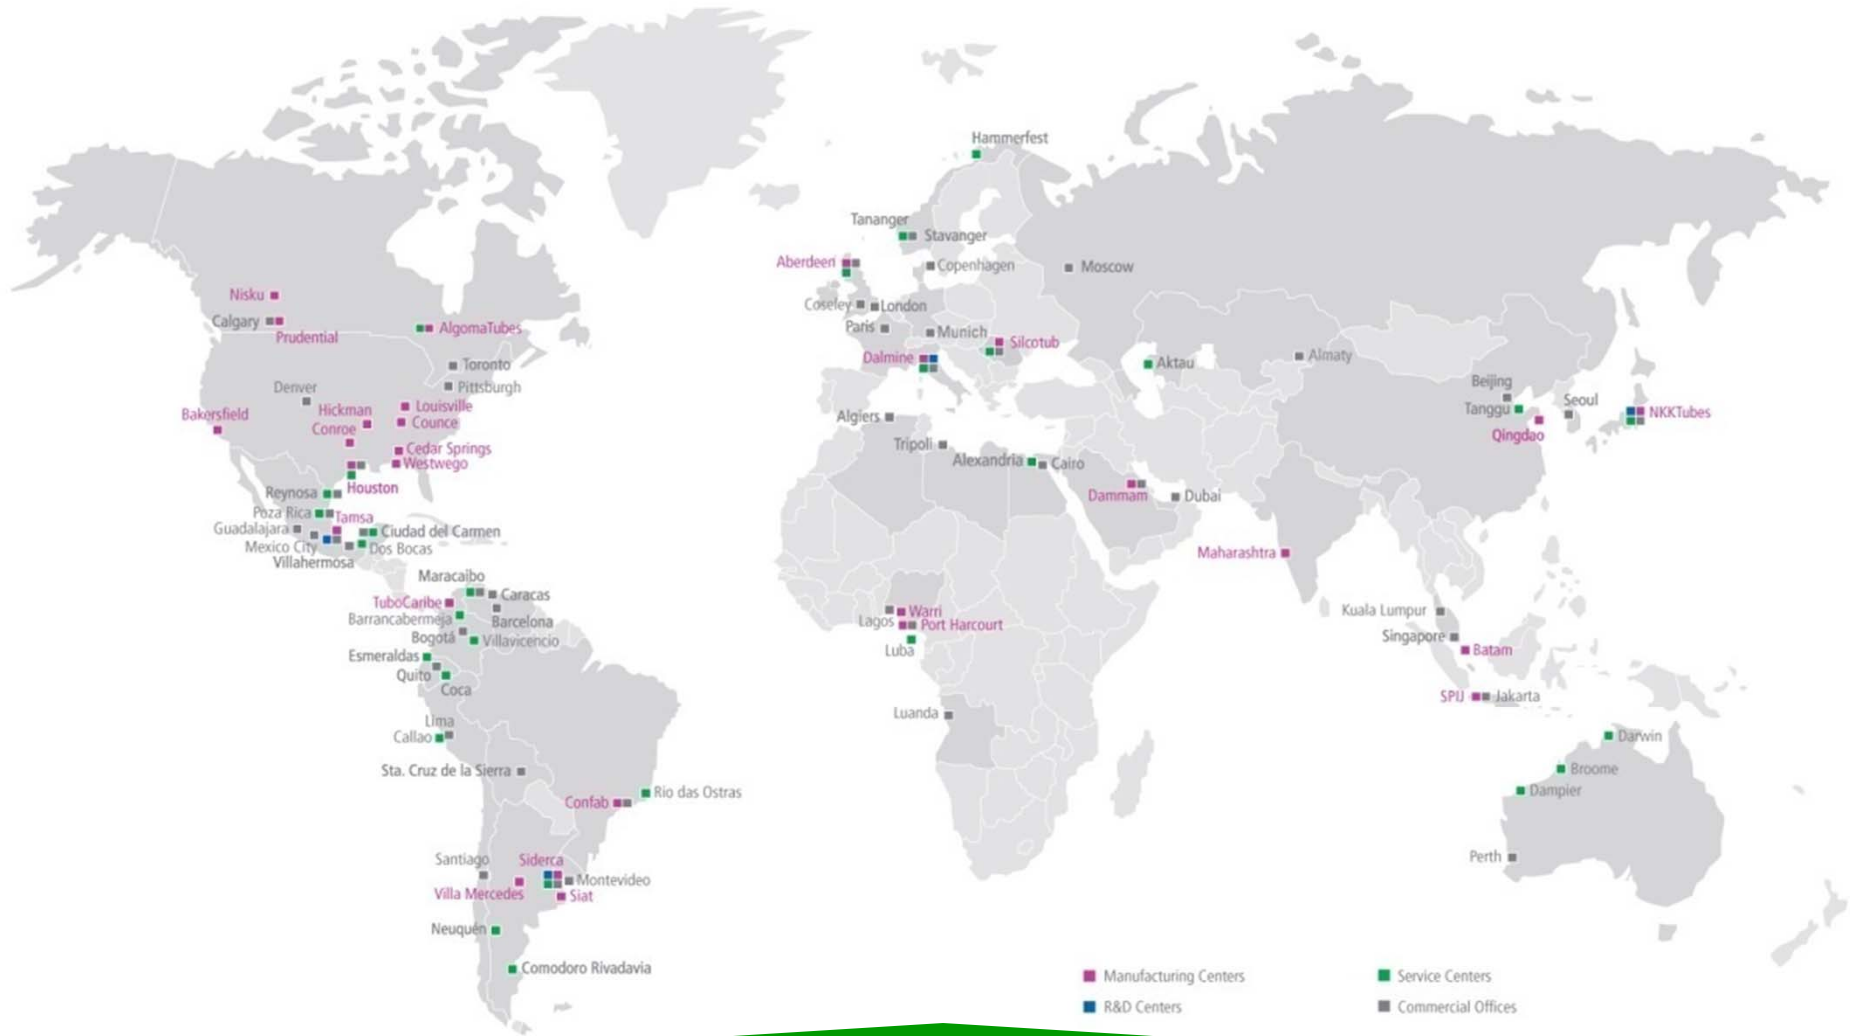 Hammerfest
Tananger
Stavanger
Aberdeen
Copenhagen
Moscow
Nisku
Coseley
London
Calgary
Prudential
AlgomaTubes
Paris
Munich
Silcotub
Dalmine
Aktau
Almaty
Toronto
Denver
Pittsburgh
Beijing
Tanggu
Seoul
NKKTubes
Qingdao
Bakersfield
Hickman
Louisville
Conroe
Counce
Algiers
Cedar Springs
Westwego
Tripoli
Alexandria
Cairo
Houston
Reynosa
Dammam
Dubai
Poza Rica
Tamsa
Guadalajara
Ciudad del Carmen
Mexico City
Dos Bocas
Villahermosa
Maharashtra
Maracaibo
Caracas
TuboCaribe
Barrancabermeja
Barcelona
Lagos
Warri
Port Harcourt
Kuala Lumpur
Bogotá
Villavicencio
Singapore
Luba
Batam
Esmeraldas
Quito
Coca
SPIJ
Jakarta
Luanda
Lima
Callao
Darwin
Sta. Cruz de la Sierra
Broome
Rio das Ostras
Dampier
Confab
Santiago
Siderca
Perth
Montevideo
Villa Mercedes
Siat
Neuquén
Comodoro Rivadavia
Manufacturing Centers
Service Centers
R&D Centers
Commercial Offices